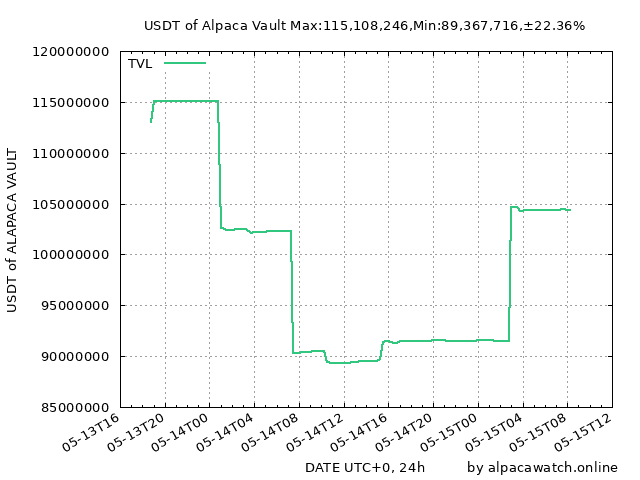 USDT of Alpaca Vault Max:115,108,246,Min:89,367,716,±22.36%
TVL
120000000
115000000
110000000
105000000
100000000
95000000
90000000
85000000
USDT of ALAPACA VAULT
05-13T16
05-13T20
05-14T00
05-14T04
05-14T08
05-14T12
05-14T16
05-14T20
05-15T00
05-15T04
05-15T08
05-15T12
DATE UTC+0, 24h
by alpacawatch.online